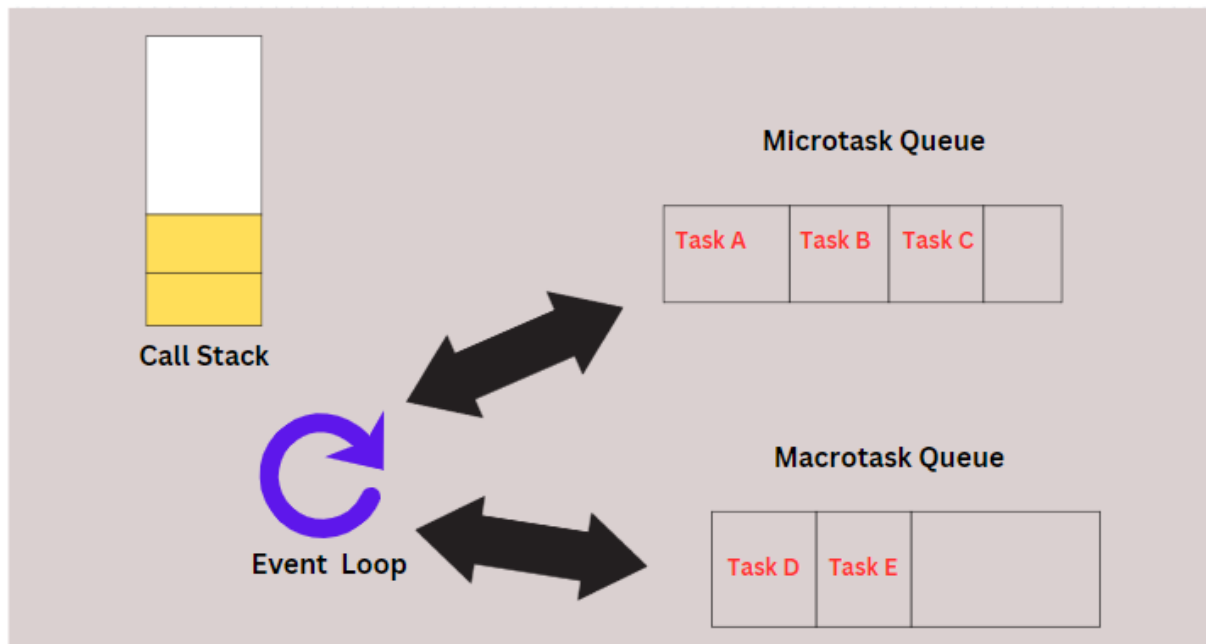 Microtask Queue
Task A Task B Task C
Call Stack
Macrotask Queue
Event Loop
Task D Task E